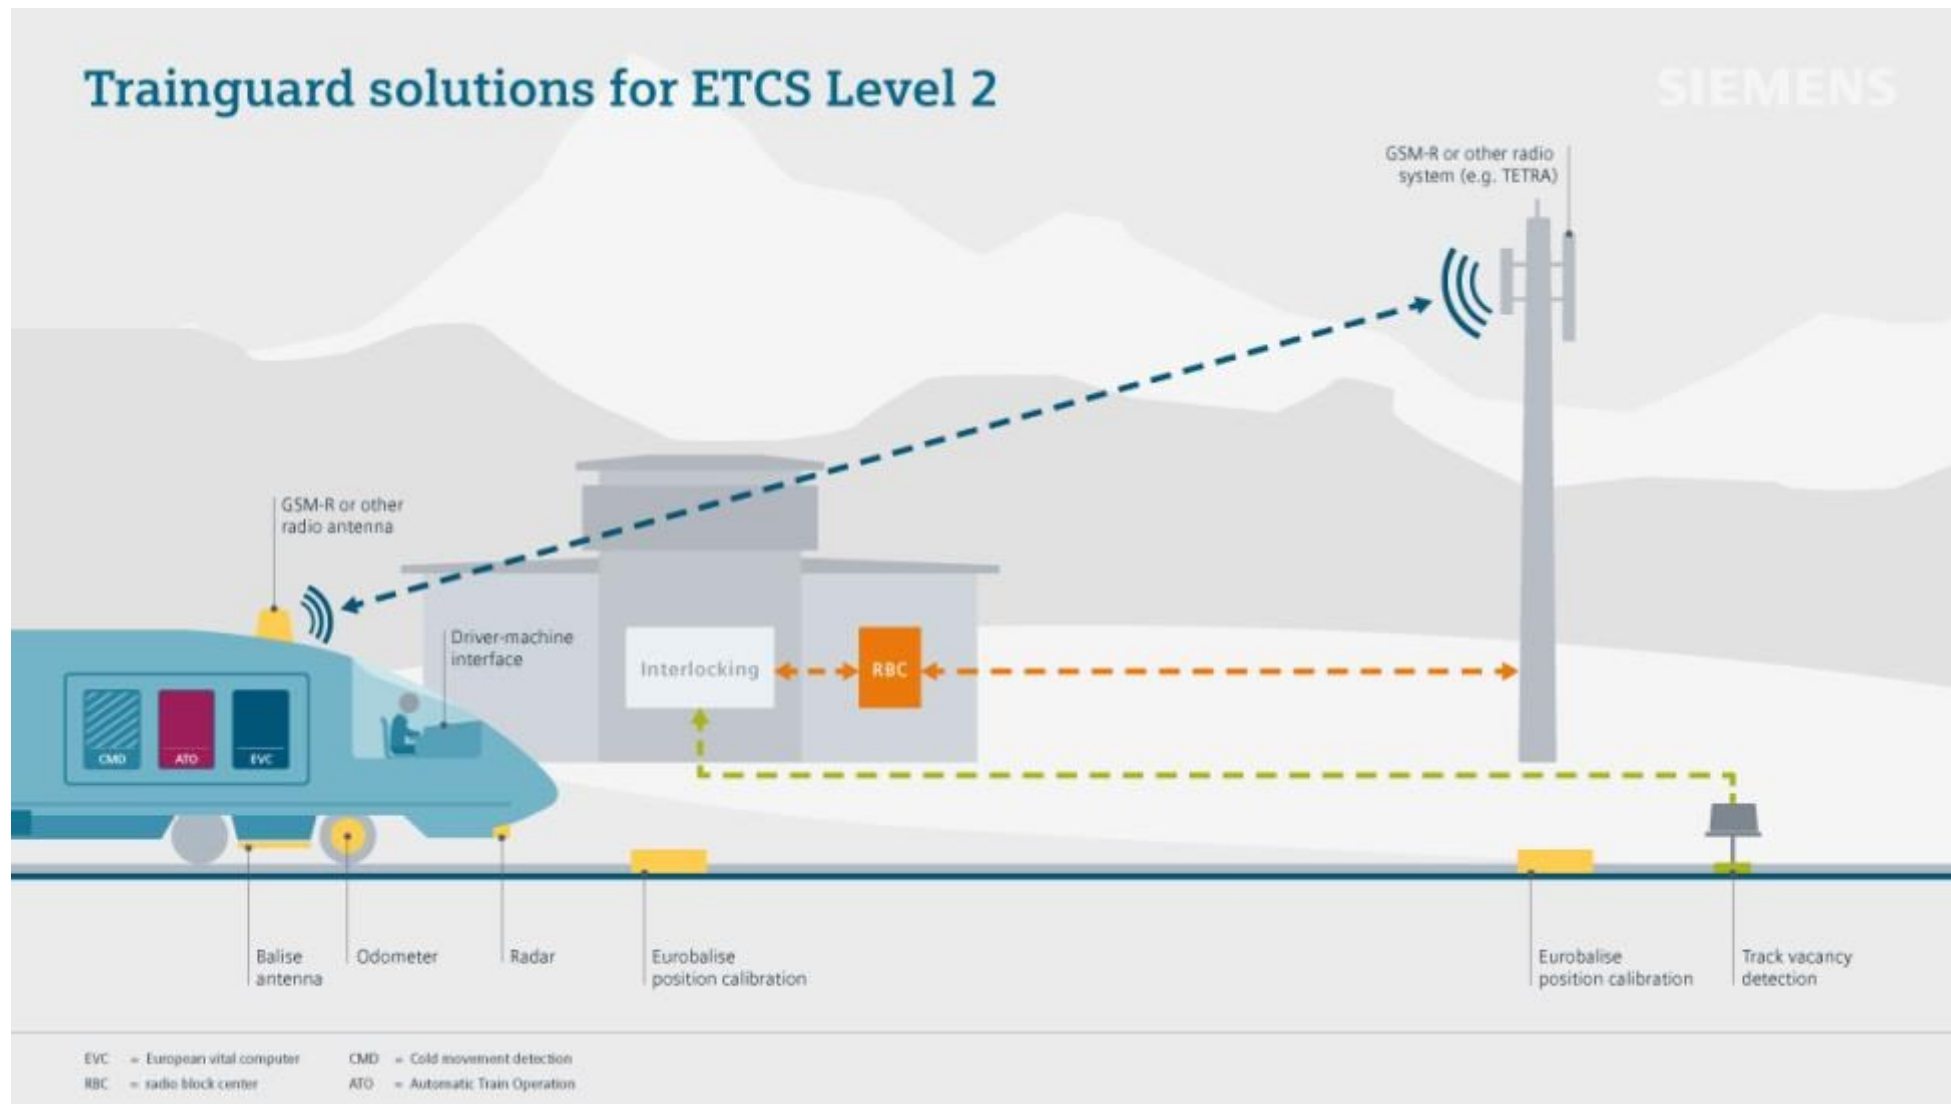 Trainguard solutions for ETCS Level 2
SIEMENS
GSM-R or other radio
system (e.g. TETRA)
GSM-R or other
radio antenna
Driver-machine
interface
Interlocking
RBC
CMD
ATO
EVC
Balise
antenna
Odometer
Radar
Eurobalise
position calibration
Eurobalise
position calibration
Track vacancy
detection
EVC = European vital computer
CMD = Cold movement detection
RBC = radio block center
ATO = Automatic Train Operation